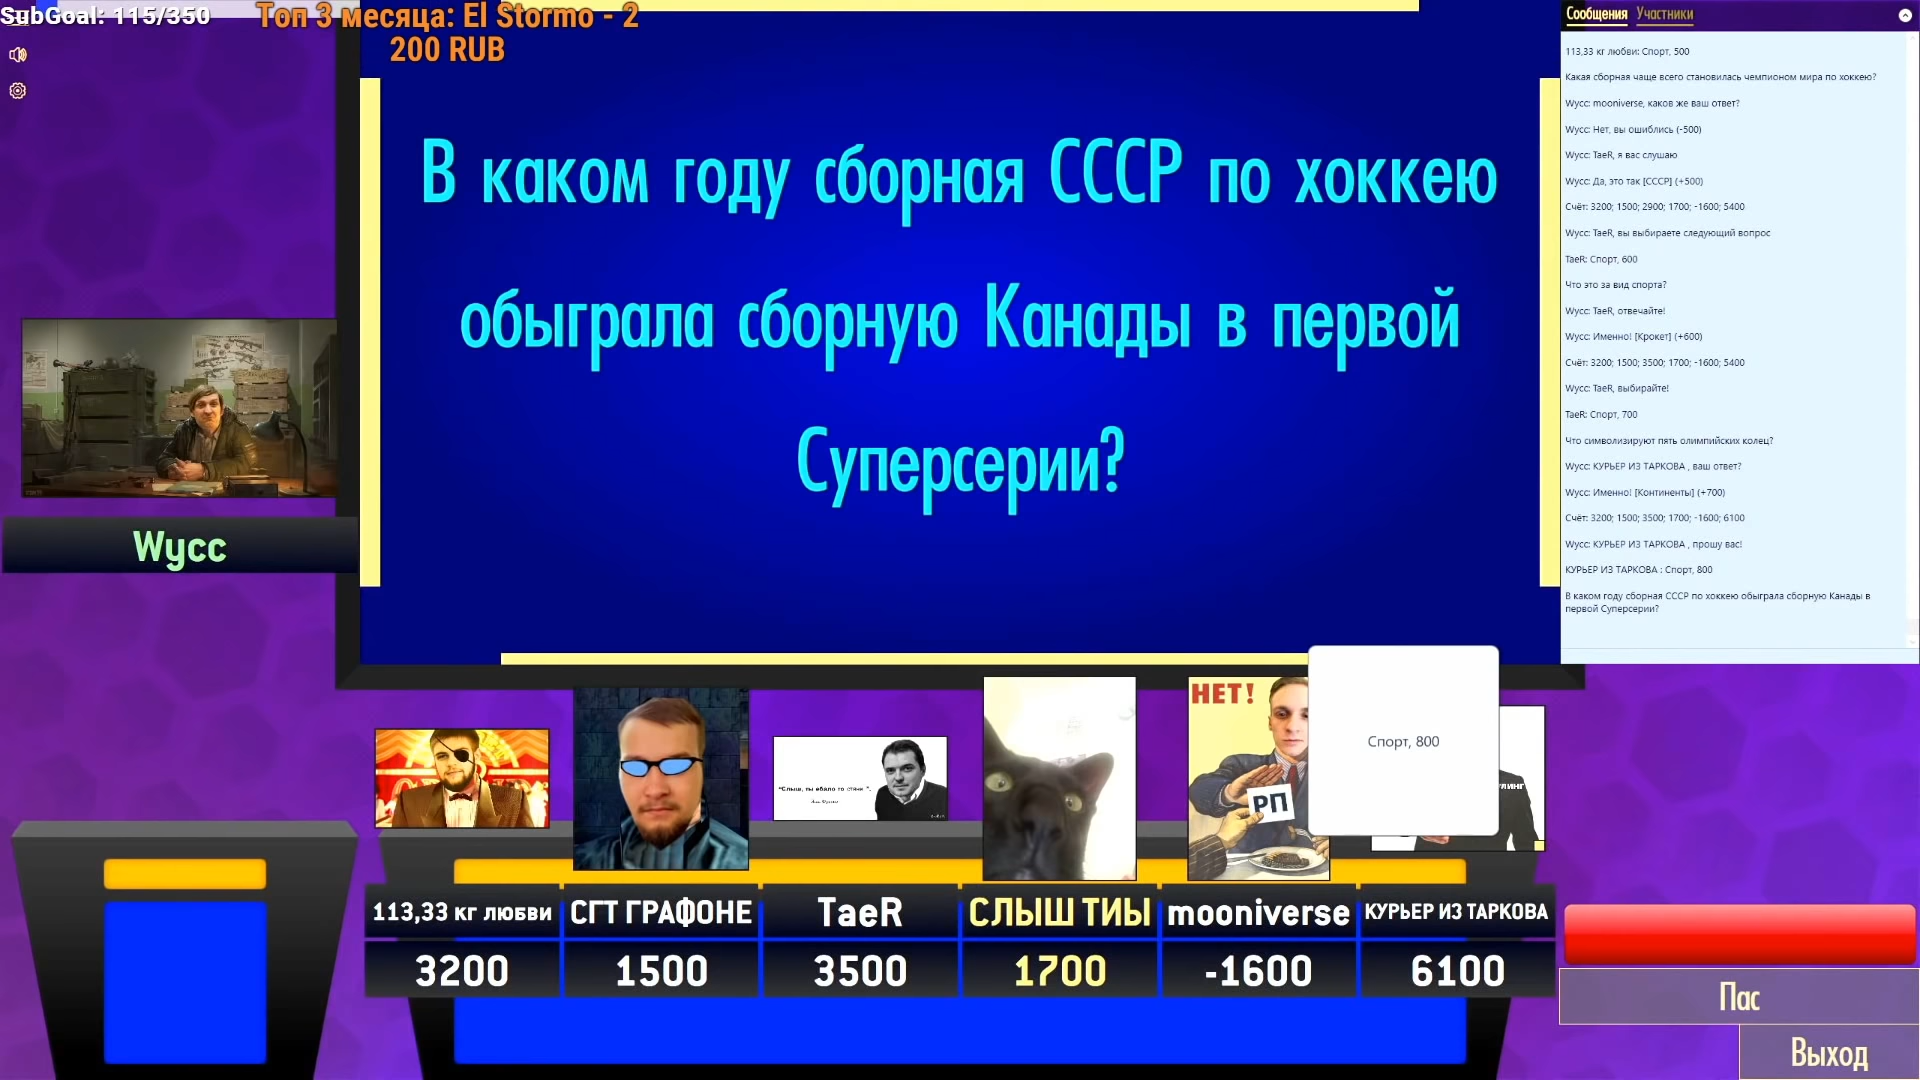 SubGoal: 115/350
Топ 3 месяца: El Stormo - 2
200 RUB
В каком году сборная СССР по хоккею
обыграла сборную Канады в первой
Суперсерии?
Wycc
Сообщения Участники
113,33 кг любви: Спорт, 500
Какая сборная чаще всего становилась чемпионом мира по хоккею?
Wycc: mooniverse, каков же ваш ответ?
Wycc: Нет, вы ошиблись (-500)
Wycc: TaeR, я вас слушаю
Wycc: Да, это так [СССР] (+500)
Счёт: 3200; 1500; 2900; 1700; -1600; 5400
Wycc: TaeR, вы выбираете следующий вопрос
TaeR: Спорт, 600
Что это за вид спорта?
Wycc: TaeR, отвечайте!
Wycc: Именно! [Крокет] (+600)
Счёт: 3200; 1500; 3500; 1700; -1600; 5400
Wycc: TaeR, выбирайте!
TaeR: Спорт, 700
Что символизируют пять олимпийских колец?
Wycc: КУРЬЕР ИЗ ТАРКОВА , ваш ответ?
Wycc: Именно! [Континенты] (+700)
Счёт: 3200; 1500; 3500; 1700; -1600; 6100
Wycc: КУРЬЕР ИЗ ТАРКОВА , прошу вас!
КУРЬЕР ИЗ ТАРКОВА : Спорт, 800
В каком году сборная СССР по хоккею обыграла сборную Канады в
первой Суперсерии?
НЕТ!
РП
Спорт, 800
113,33 кг любви СГТ ГРАФОНЕ TaeR СЛЫШ ТИЫ mooniverse КУРЬЕР ИЗ ТАРКОВА
3200 1500 3500 1700 -1600 6100
Пас
Выход